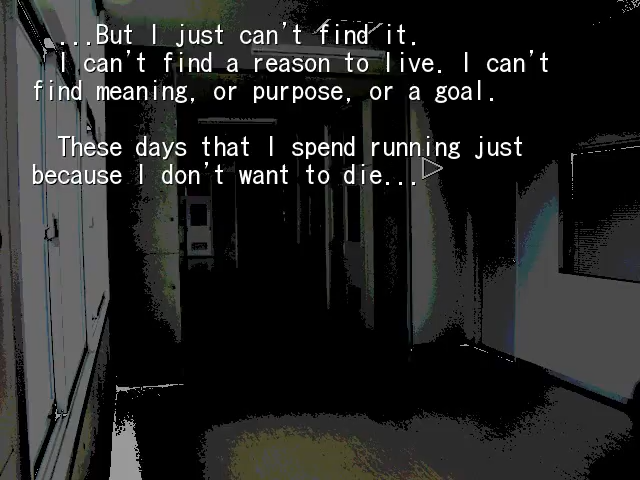 ...But I just can't find it.
I can't find a reason to live. I can't
find meaning, or purpose, or a goal.
These days that I spend running just
because I don't want to die...